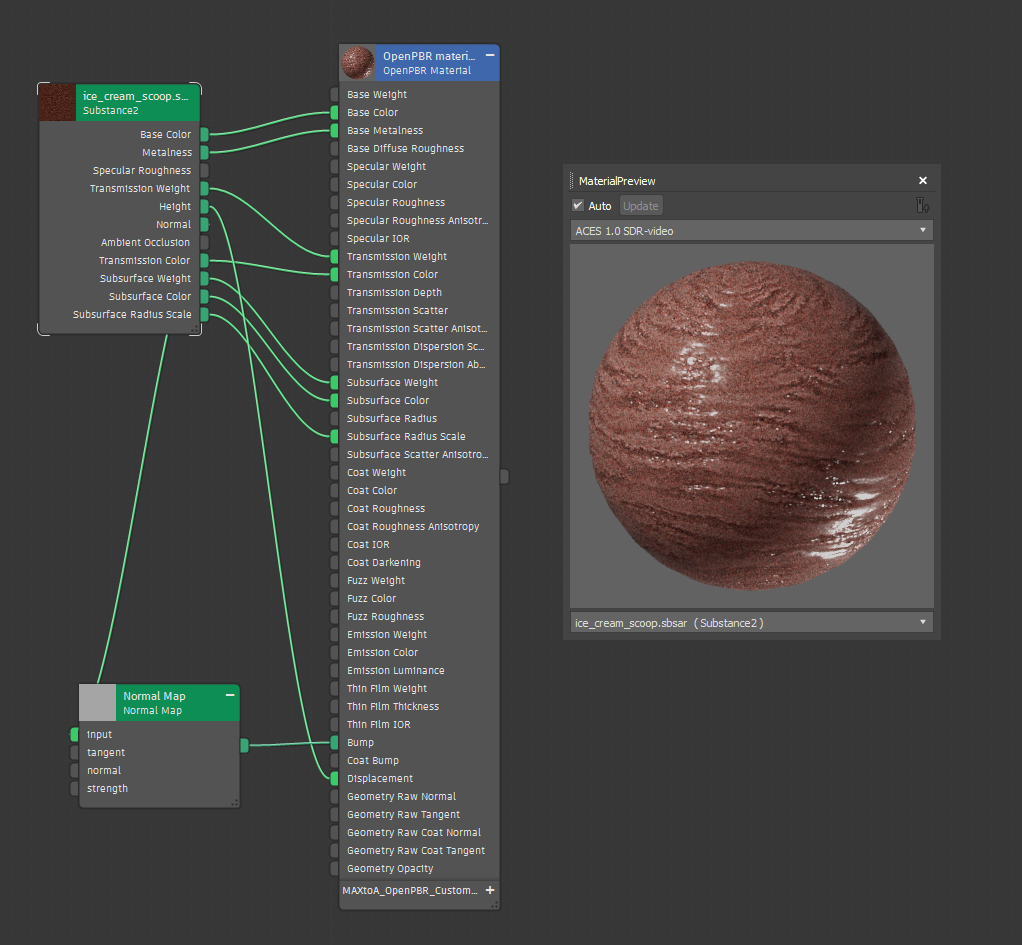 ice_cream_scoop.s...
Substance2
Base Color
Metalness
Specular Roughness
Transmission Weight
Height
Normal
Ambient Occlusion
Transmission Color
Subsurface Weight
Subsurface Color
Subsurface Radius Scale
Normal Map
Normal Map
input
tangent
normal
strength
OpenPBR materi...
OpenPBR Material
Base Weight
Base Color
Base Metalness
Base Diffuse Roughness
Specular Weight
Specular Color
Specular Roughness
Specular Roughness Anisotr...
Specular IOR
Transmission Weight
Transmission Color
Transmission Depth
Transmission Scatter
Transmission Scatter Anisot...
Transmission Dispersion Sc...
Transmission Dispersion Ab...
Subsurface Weight
Subsurface Color
Subsurface Radius
Subsurface Radius Scale
Subsurface Scatter Anisotro...
Coat Weight
Coat Color
Coat Roughness
Coat Roughness Anisotropy
Coat IOR
Coat Darkening
Fuzz Weight
Fuzz Color
Fuzz Roughness
Emission Weight
Emission Color
Emission Luminance
Thin Film Weight
Thin Film Thickness
Thin Film IOR
Bump
Coat Bump
Displacement
Geometry Raw Normal
Geometry Raw Tangent
Geometry Raw Coat Normal
Geometry Raw Coat Tangent
Geometry Opacity
MAXtoA_OpenPBR_Custom...
MaterialPreview
Auto Update
ACES 1.0 SDR-video
ice_cream_scoop.sbsar ( Substance2 )